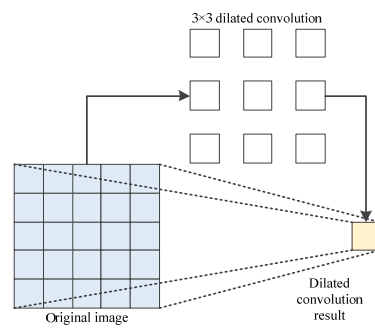 3×3 dilated convolution
Original image
Dilated
convolution
result